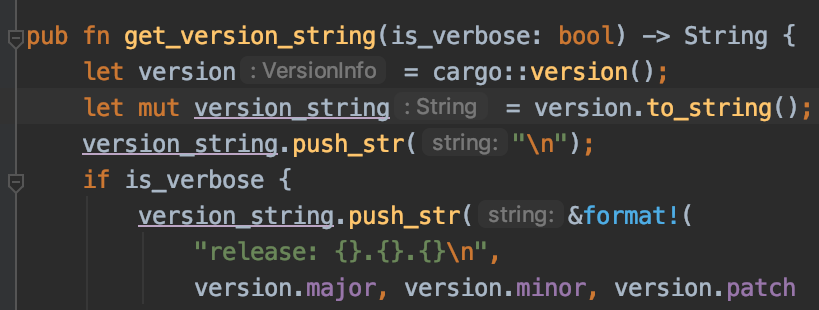 pub fn get_version_string(is_verbose: bool) -> String {
    let version : VersionInfo = cargo::version();
    let mut version_string : String = version.to_string();
    version_string.push_str( string: "\n");
    if is_verbose {
        version_string.push_str( string: &format!(
            "release: {}.{}.{}\n",
            version.major, version.minor, version.patch